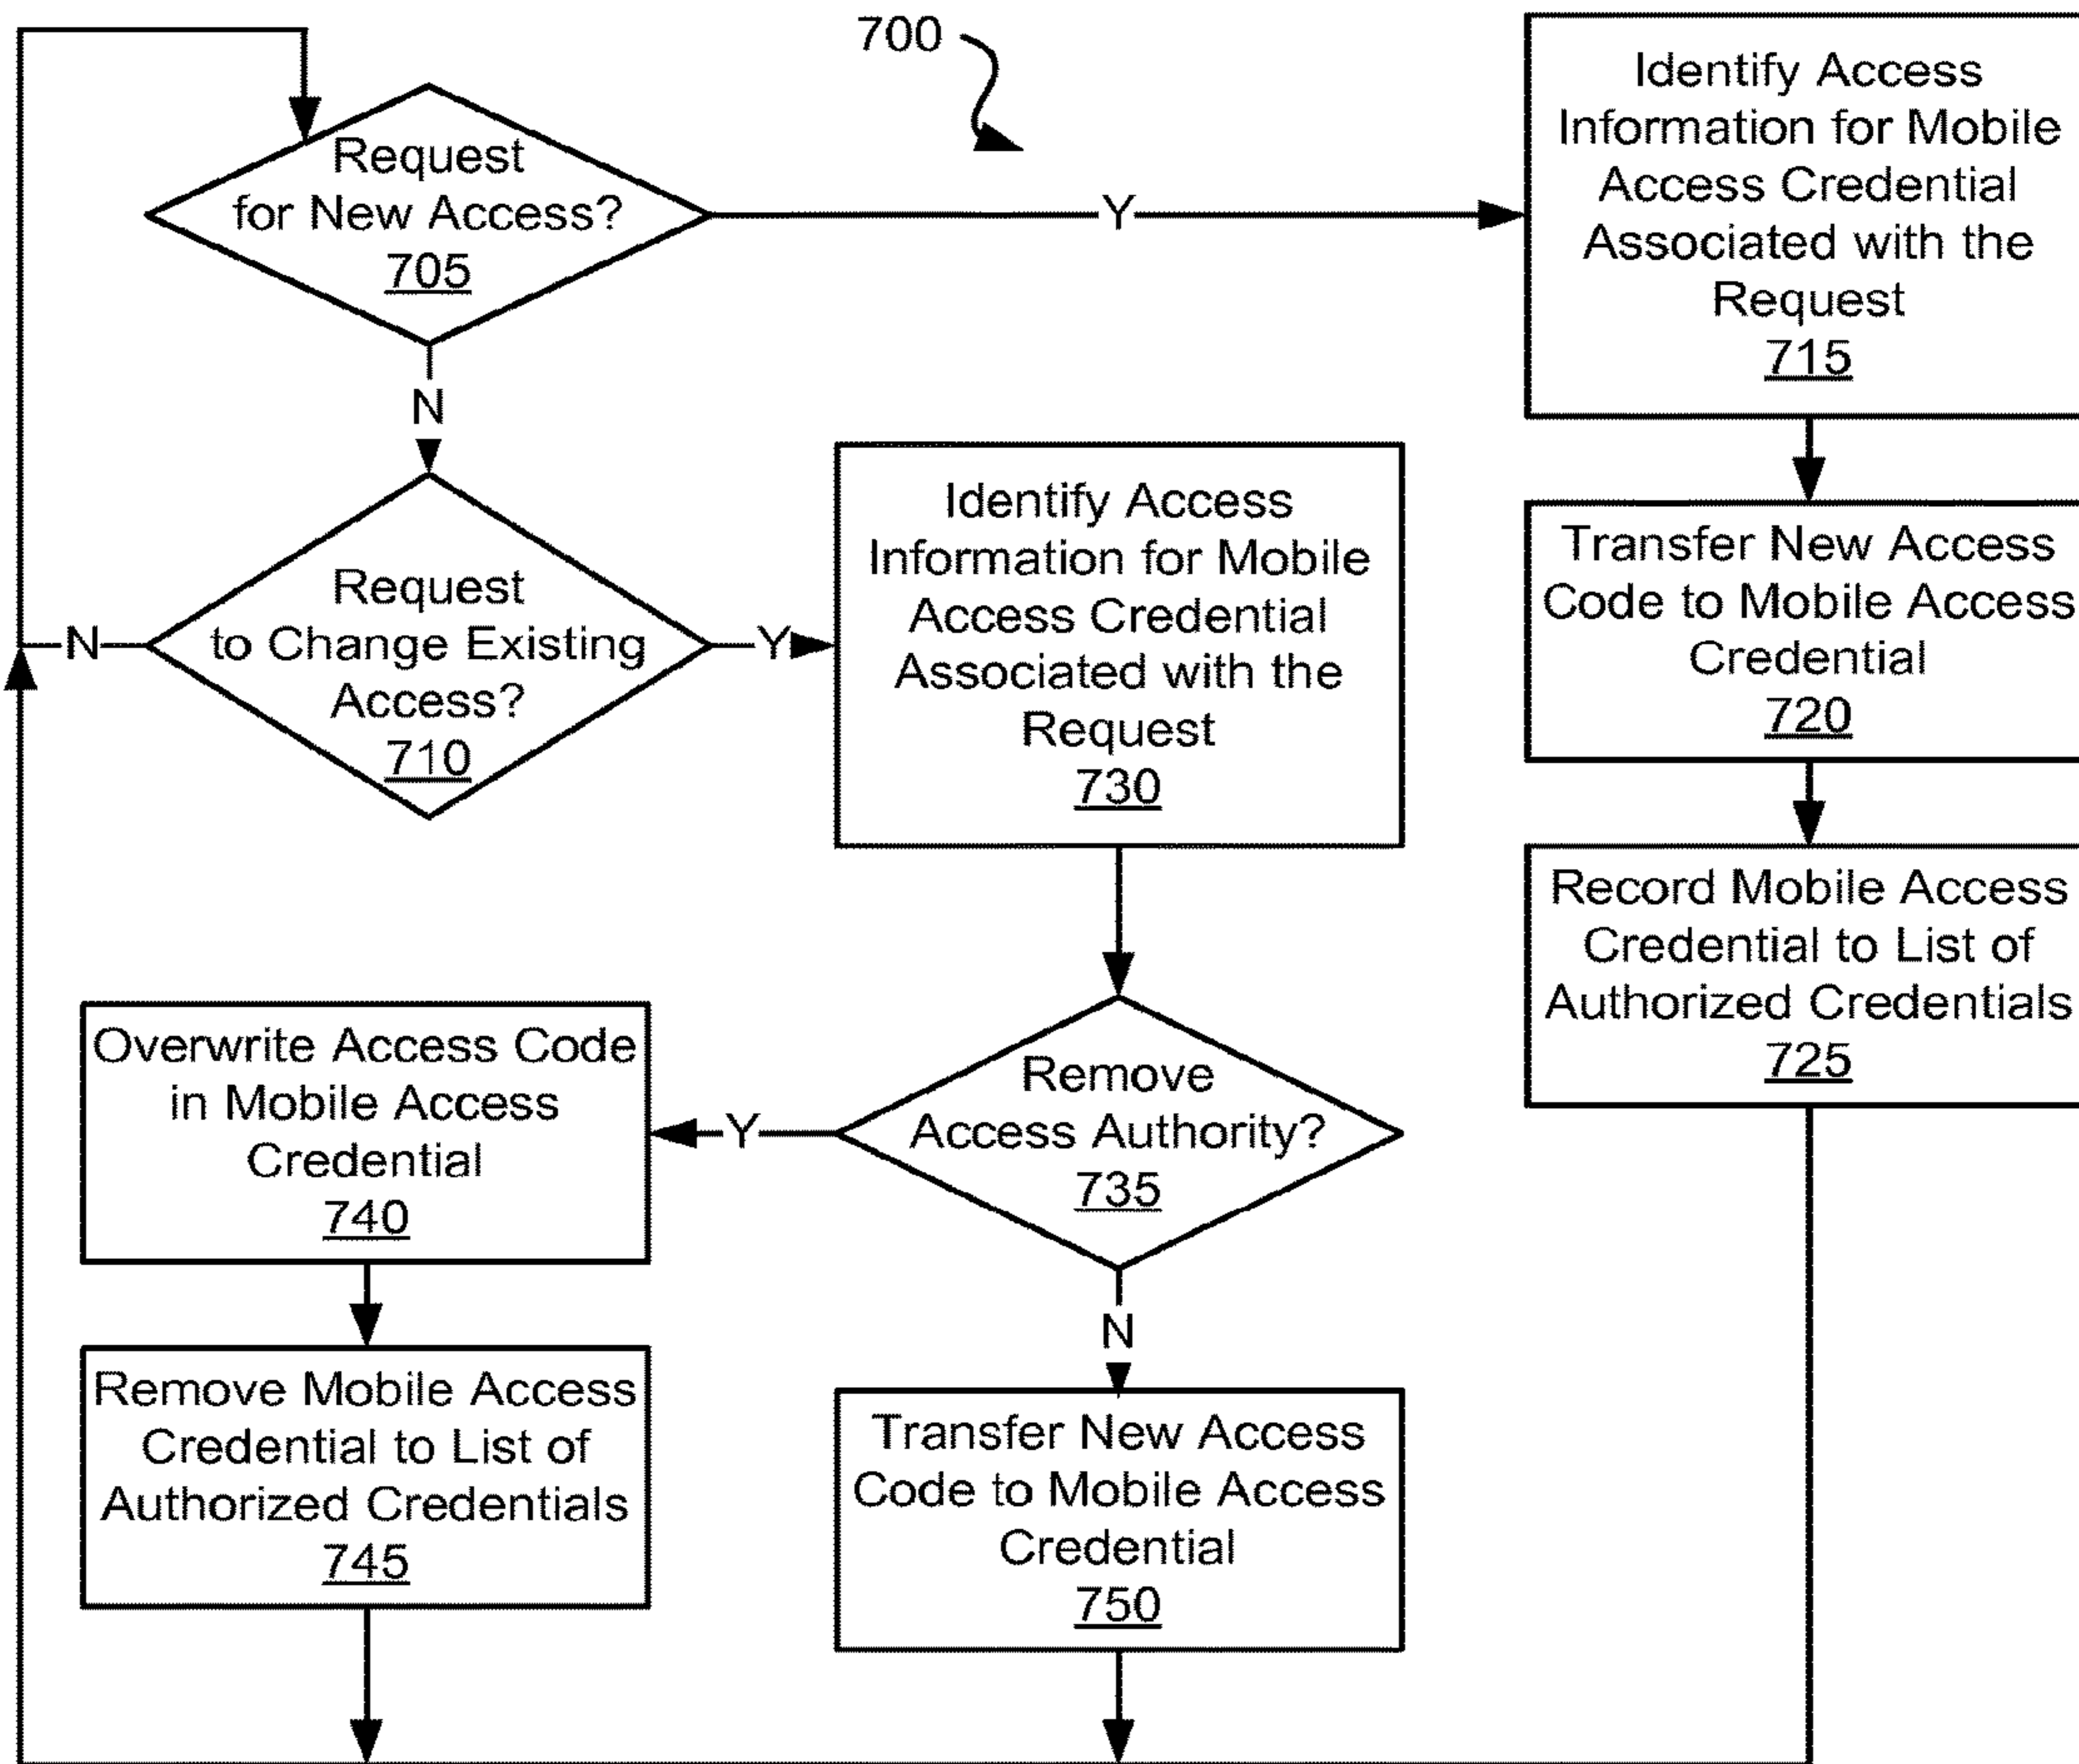 700
Request
for New Access?
705
Y
Identify Access
Information for Mobile
Access Credential
Associated with the
Request
715
N
Request
to Change Existing
Access?
710
N
Y
Identify Access
Information for Mobile
Access Credential
Associated with the
Request
730
Transfer New Access
Code to Mobile Access
Credential
720
Record Mobile Access
Credential to List of
Authorized Credentials
725
Remove
Access Authority?
735
Y
Overwrite Access Code
in Mobile Access
Credential
740
N
Remove Mobile Access
Credential to List of
Authorized Credentials
745
Transfer New Access
Code to Mobile Access
Credential
750